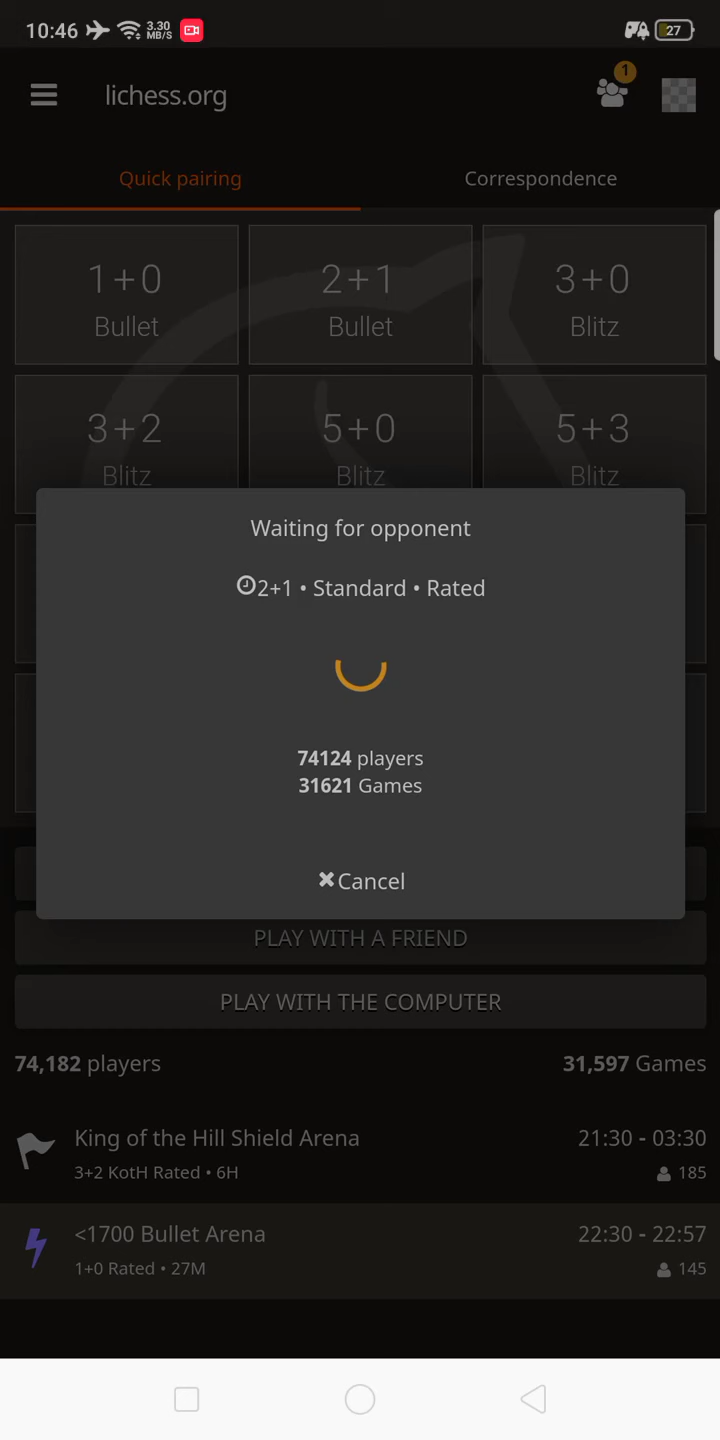 10:46 3.30 MB/S 27
lichess.org 1
Quick pairing Correspondence
1+0 2+1 3+0
Bullet Bullet Blitz
3+2 5+0 5+3
Blitz Blitz Blitz
Waiting for opponent
2+1 • Standard • Rated
74124 players
31621 Games
Cancel
PLAY WITH A FRIEND
PLAY WITH THE COMPUTER
74,182 players 31,597 Games
King of the Hill Shield Arena 21:30 - 03:30
3+2 KotH Rated • 6H 185
<1700 Bullet Arena 22:30 - 22:57
1+0 Rated • 27M 145